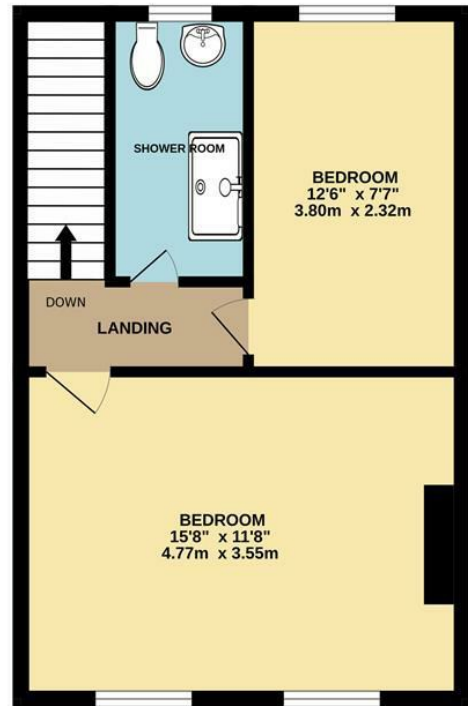 SHOWER ROOM
BEDROOM
12'6" x 7'7"
3.80m x 2.32m
DOWN
LANDING
BEDROOM
15'8" x 11'8"
4.77m x 3.55m